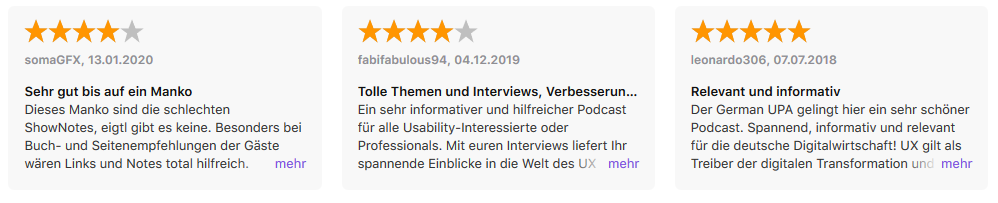 somaGFX, 13.01.2020
Sehr gut bis auf ein Manko
Dieses Manko sind die schlechten
ShowNotes, eigtl gibt es keine. Besonders bei
Buch- und Seitenempfehlungen der Gäste
wären Links und Notes total hilfreich. mehr
fabifabulous94, 04.12.2019
Tolle Themen und Interviews, Verbesserun...
Ein sehr informativer und hilfreicher Podcast
für alle Usability-Interessierte oder
Professionals. Mit euren Interviews liefert Ihr
spannende Einblicke in die Welt des UX mehr
leonardo306, 07.07.2018
Relevant und informativ
Der German UPA gelingt hier ein sehr schöner
Podcast. Spannend, informativ und relevant
für die deutsche Digitalwirtschaft! UX gilt als
Treiber der digitalen Transformation und mehr